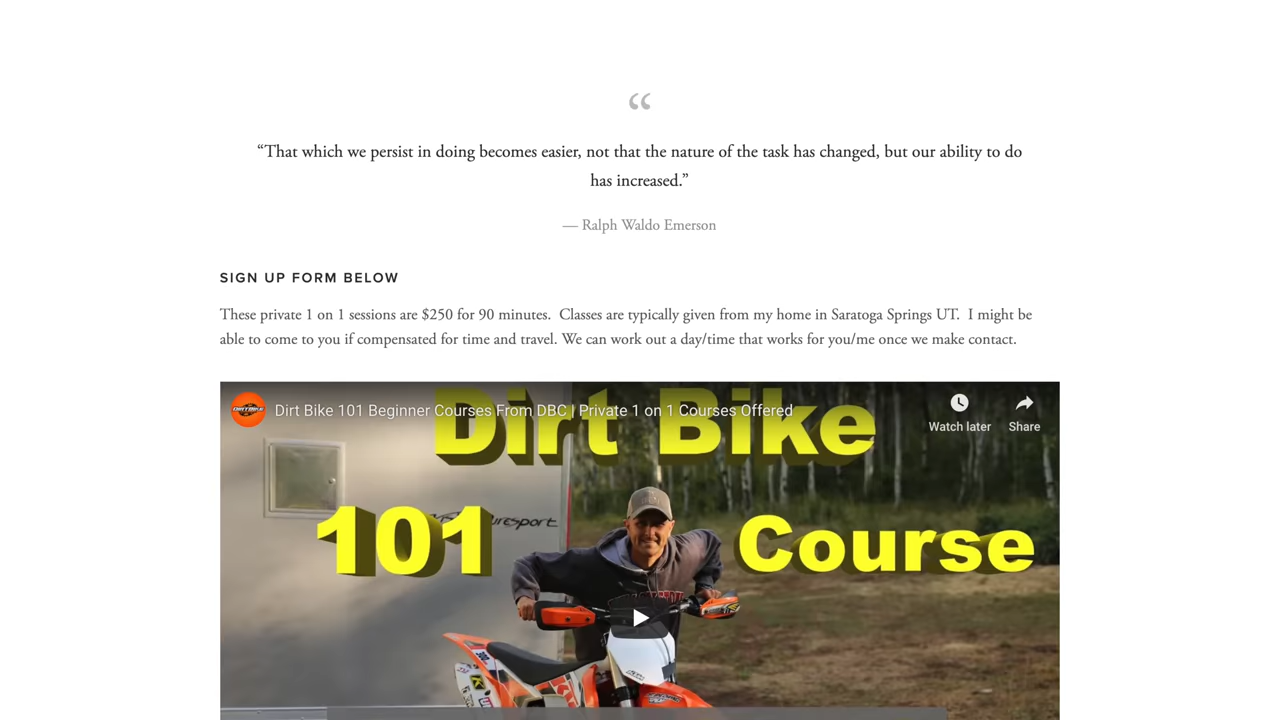 “
“That which we persist in doing becomes easier, not that the nature of the task has changed, but our ability to do
has increased.”
— Ralph Waldo Emerson
SIGN UP FORM BELOW
These private 1 on 1 sessions are $250 for 90 minutes.  Classes are typically given from my home in Saratoga Springs UT.  I might be
able to come to you if compensated for time and travel. We can work out a day/time that works for you/me once we make contact.
Dirt Bike 101 Beginner Courses From DBC | Private 1 on 1 Courses Offered
Watch later
Share
Dirt Bike
101 Course